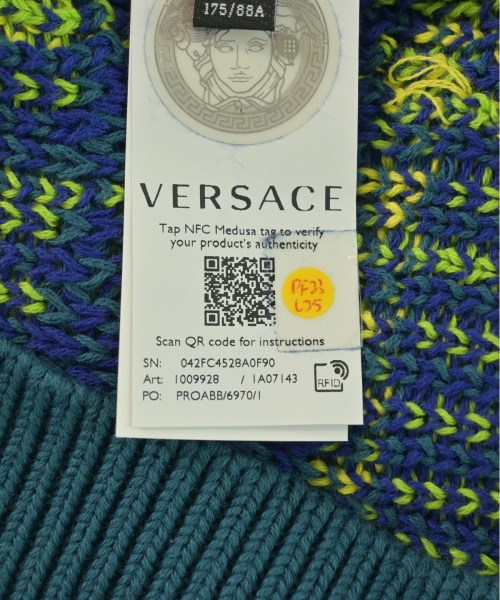 175/88A
VERSACE
Tap NFC Medusa tag to verify
your product's authenticity
PF23
L35
Scan QR code for instructions
SN: 042FC4528A0F90
Art: 1009928 / 1A07143
PO: PROABB/6970/1
RFID